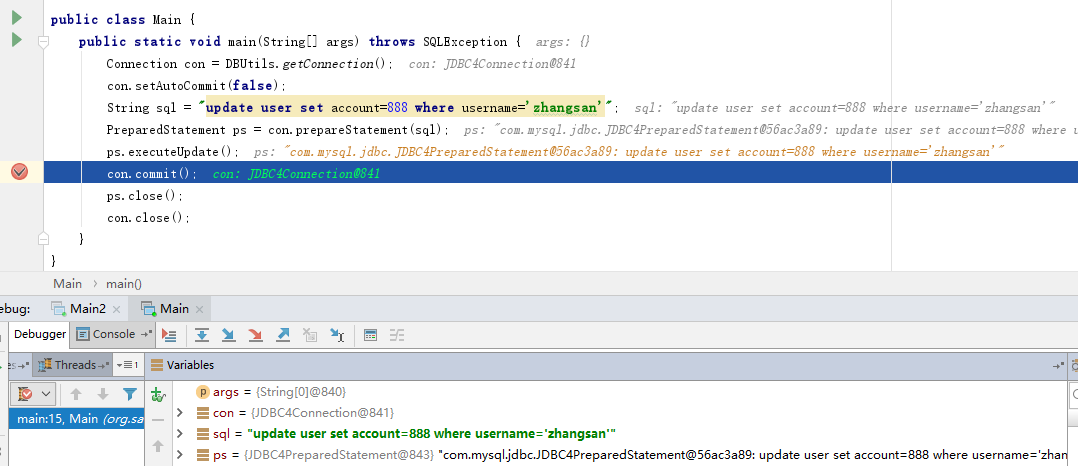 public class Main {
public static void main(String[] args) throws SQLException { args: {}
Connection con = DBUtils.getConnection(); con: JDBC4Connection@841
con.setAutoCommit(false);
String sql = "update user set account=888 where username='zhangsan'"; sql: "update user set account=888 where username='zhangsan'"
PreparedStatement ps = con.prepareStatement(sql); ps: "com.mysql.jdbc.JDBC4PreparedStatement@56ac3a89: update user set account=888 where u
ps.executeUpdate(); ps: "com.mysql.jdbc.JDBC4PreparedStatement@56ac3a89: update user set account=888 where username='zhangsan'"
con.commit(); con: JDBC4Connection@841
ps.close();
con.close();
}
}
Main › main()
ebug: Main2 × Main ×
Debugger Console →"
es →" Threads →" 1 Variables →"
args = {String[0]@840}
con = {JDBC4Connection@841}
main:15, Main (org.sa
sql = "update user set account=888 where username='zhangsan'"
ps = {JDBC4PreparedStatement@843} "com.mysql.jdbc.JDBC4PreparedStatement@56ac3a89: update user set account=888 where username='zhan